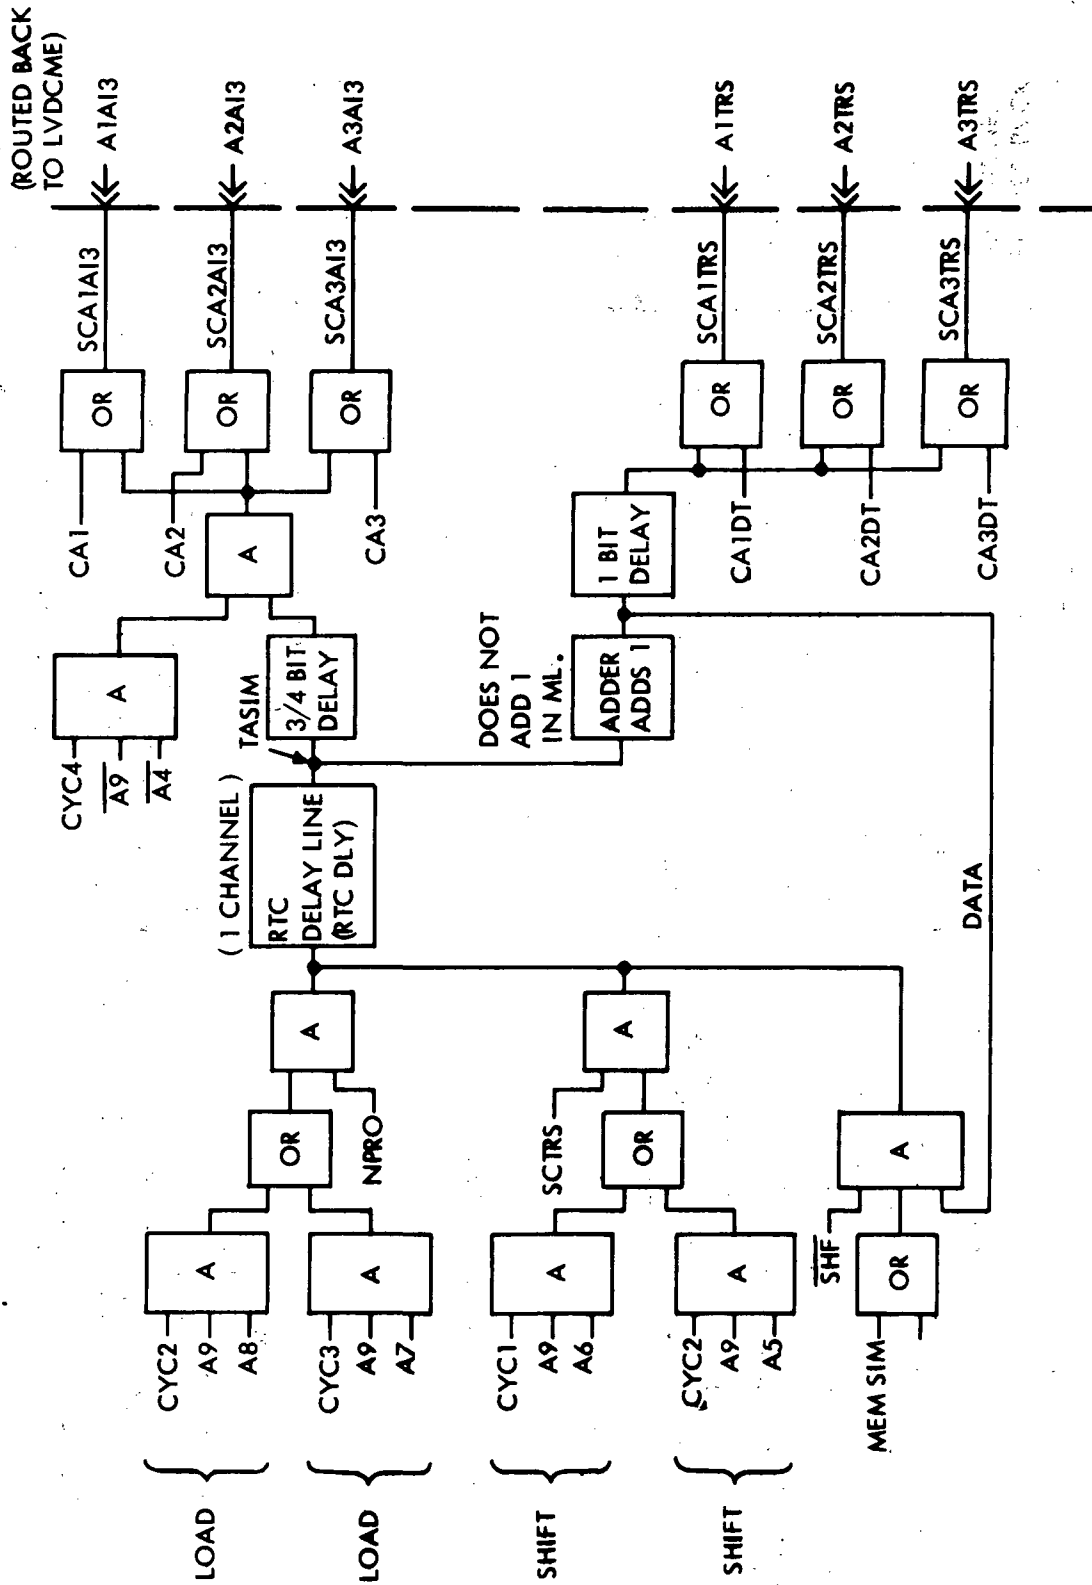 LOAD
LOAD
SHIFT
SHIFT
CYC2
A9
A8
CYC3
A9
A7
CYC1
A9
A6
CYC2
A9
A5
MEM SIM
A
A
A
A
OR
SHF
OR
NPRO
SCTRS
OR
A
A
A
(1 CHANNEL)
RTC
DELAY LINE
(RTC DLY)
DATA
CYC4
A9
A4
A
TASIM
3/4 BIT
DELAY
DOES NOT
ADD 1
IN ML.
ADDER
ADDS 1
A
1 BIT
DELAY
CA1
CA2
CA3
CA1DT
CA2DT
CA3DT
OR
OR
OR
OR
OR
OR
SCA1AI3
SCA2AI3
SCA3AI3
SCA1TRS
SCA2TRS
SCA3TRS
(ROUTED BACK
TO LVDCME)
A1AI3
A2AI3
A3AI3
A1TRS
A2TRS
A3TRS